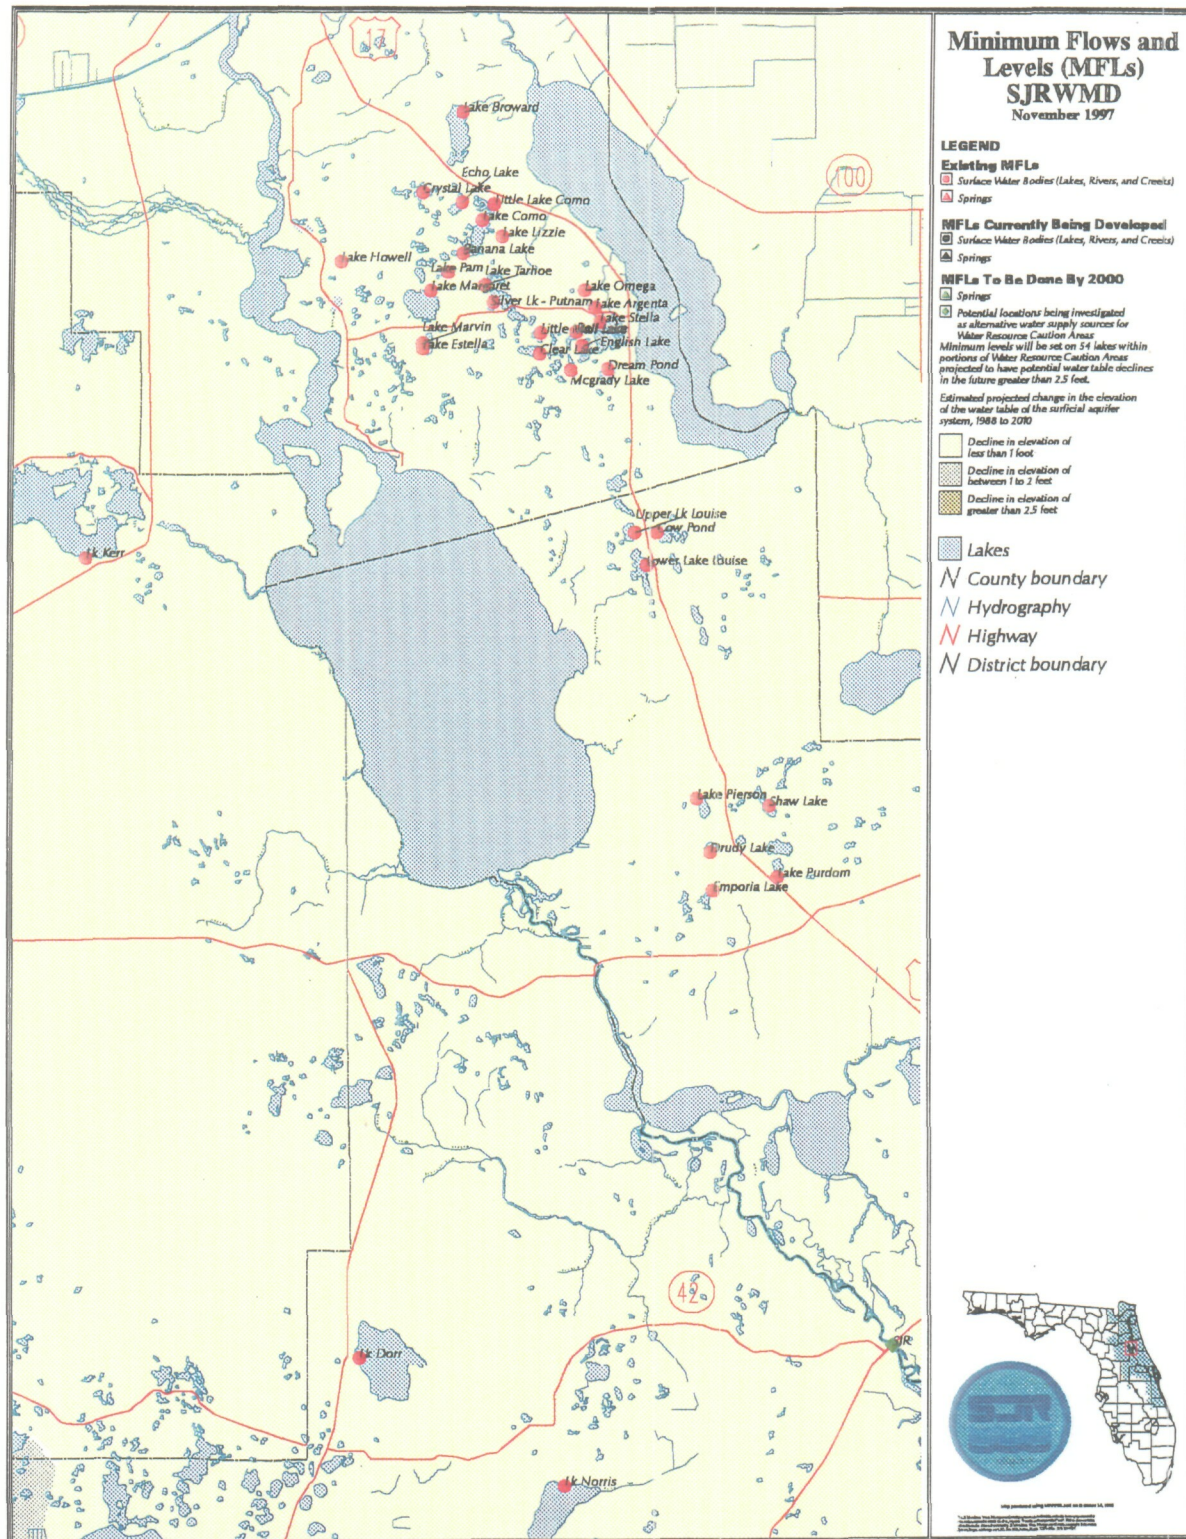 Minimum Flows and
Levels (MFLs)
SJRWMD
November 1997
LEGEND
Existing MFLs
Surface Water Bodies (Lakes, Rivers, and Creeks)
Springs
MFLs Currently Being Developed
Surface Water Bodies (Lakes, Rivers, and Creeks)
Springs
MFLs To Be Done By 2000
Springs
Potential locations being investigated
as alternative water supply sources for
Water Resource Caution Areas
Minimum levels will be set on 54 lakes within
portions of Water Resource Caution Areas
projected to have potential water table declines
in the future greater than 2.5 feet.
Estimated projected change in the elevation
of the water table of the surficial aquifer
system, 1988 to 2010
Decline in elevation of
less than 1 foot
Decline in elevation of
between 1 to 2 feet
Decline in elevation of
greater than 2.5 feet
Lakes
County boundary
Hydrography
Highway
District boundary
17
Lake Broward
100
Echo Lake
Crystal Lake
Little Lake Como
Lake Como
Lake Lizzie
Banana Lake
Lake Howell
Lake Pam
Lake Tarhoe
Lake Margaret
Lake Omega
Silver Lk - Putnam
Lake Argenta
Lake Stella
Lake Marvin
Little
Lake Estella
English Lake
Clear Lake
Dream Pond
Mcgrady Lake
Upper Lk Louise
Cow Pond
Lk Kerr
Lower Lake Louise
Lake Pierson
Shaw Lake
Drudy Lake
Lake Purdom
Emporia Lake
42
SJR
Lk Dorr
Lk Norris
SJR